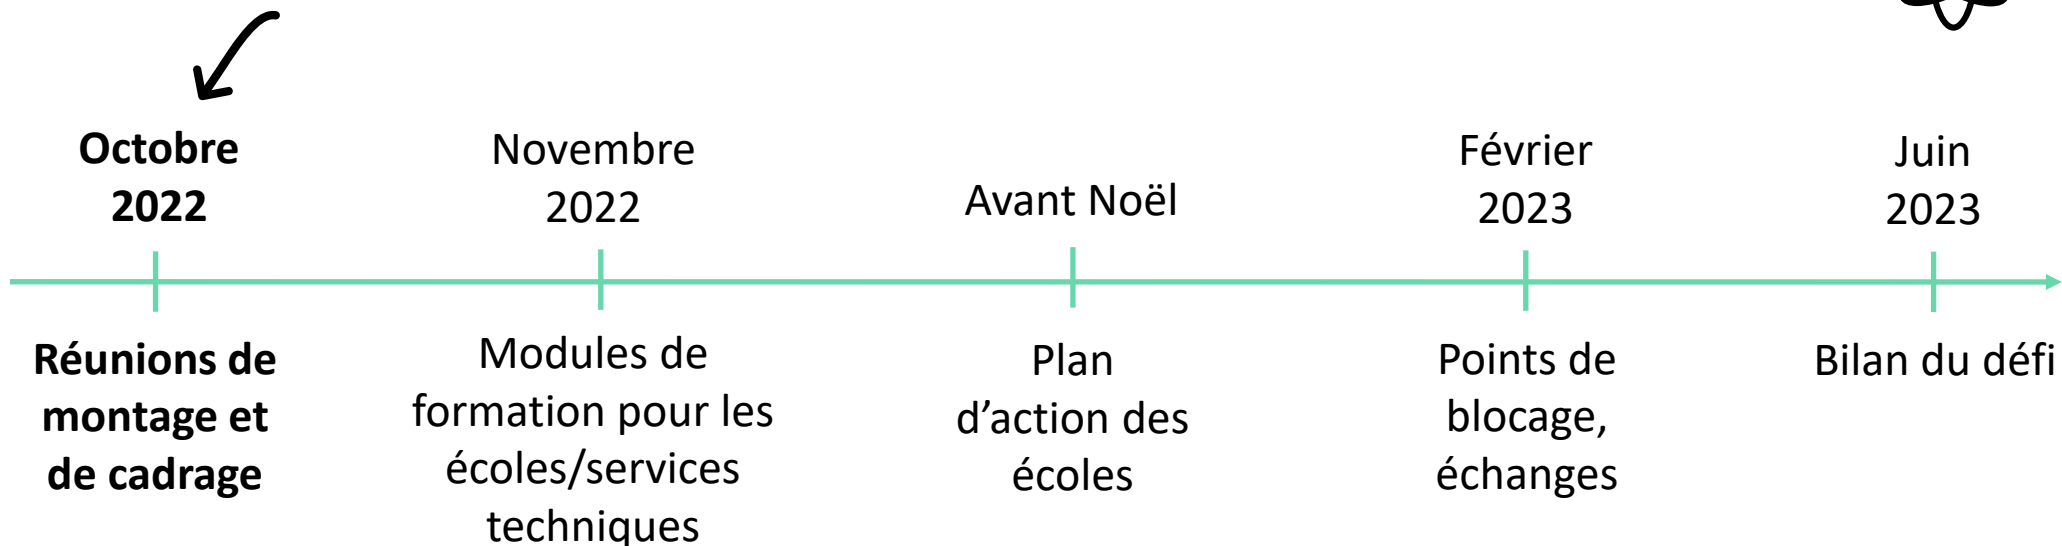 Octobre
2022
Novembre
2022
Avant Noël
Février
2023
Juin
2023
Réunions de
montage et
de cadrage
Modules de
formation pour les
écoles/services
techniques
Plan
d’action des
écoles
Points de
blocage,
échanges
Bilan du défi